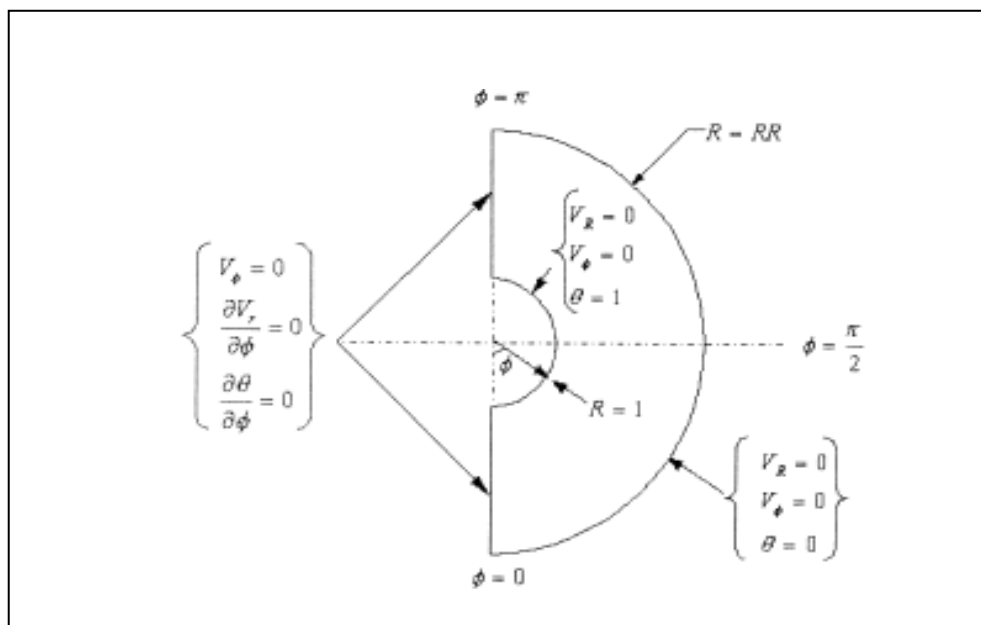 ϕ = π
R = RR
V_R = 0
V_ϕ = 0
θ = 1
V_ϕ = 0
∂V_r/∂ϕ = 0
∂θ/∂ϕ = 0
ϕ = π/2
ϕ
R = 1
V_R = 0
V_ϕ = 0
θ = 0
ϕ = 0